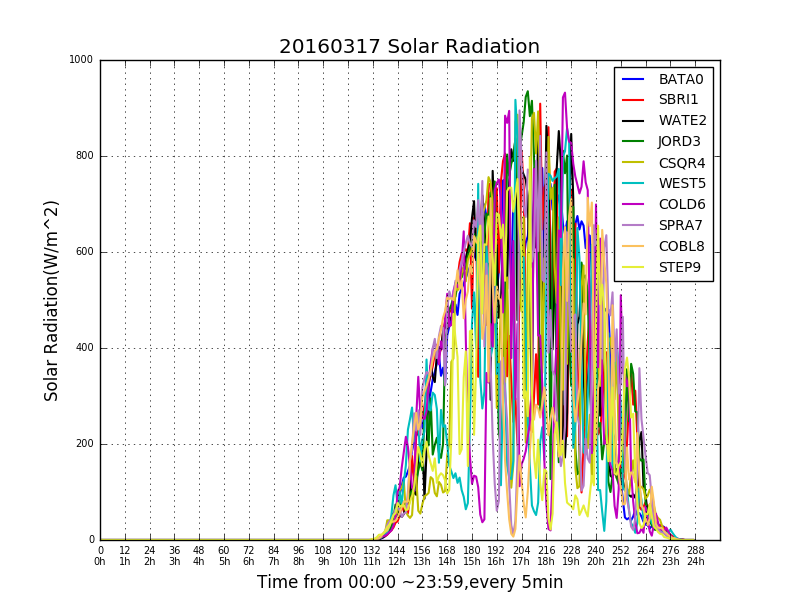 20160317 Solar Radiation
1000
800
600
400
200
0
Solar Radiation(W/m^2)
BATA0
SBRI1
WATE2
JORD3
CSQR4
WEST5
COLD6
SPRA7
COBL8
STEP9
0 12 24 36 48 60 72 84 96 108 120 132 144 156 168 180 192 204 216 228 240 252 264 276 288
0h 1h 2h 3h 4h 5h 6h 7h 8h 9h 10h 11h 12h 13h 14h 15h 16h 17h 18h 19h 20h 21h 22h 23h 24h
Time from 00:00 ~23:59,every 5min